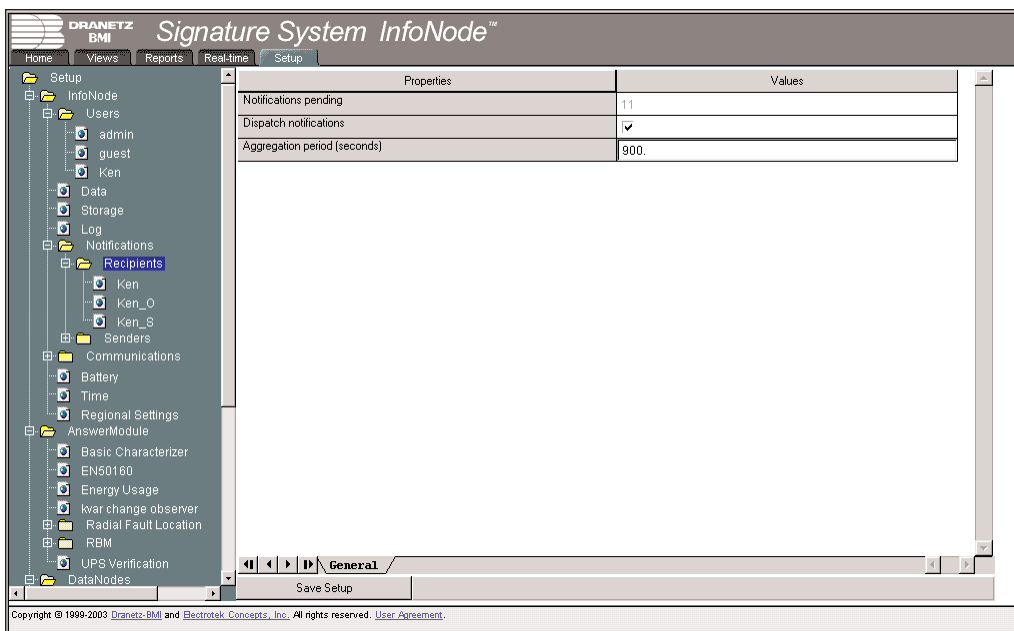 DRANETZ
BMI
Signature System InfoNode™
Home
Views
Reports
Real-time
Setup
Setup
InfoNode
Users
admin
guest
Ken
Data
Storage
Log
Notifications
Recipients
Ken
Ken_O
Ken_S
Senders
Communications
Battery
Time
Regional Settings
AnswerModule
Basic Characterizer
EN50160
Energy Usage
kvar change observer
Radial Fault Location
RBM
UPS Verification
DataNodes
Properties Values
Notifications pending 11
Dispatch notifications
Aggregation period (seconds) 900.
General
Save Setup
Copyright © 1999-2003 Dranetz-BMI and Electrotek Concepts, Inc. All rights reserved. User Agreement.